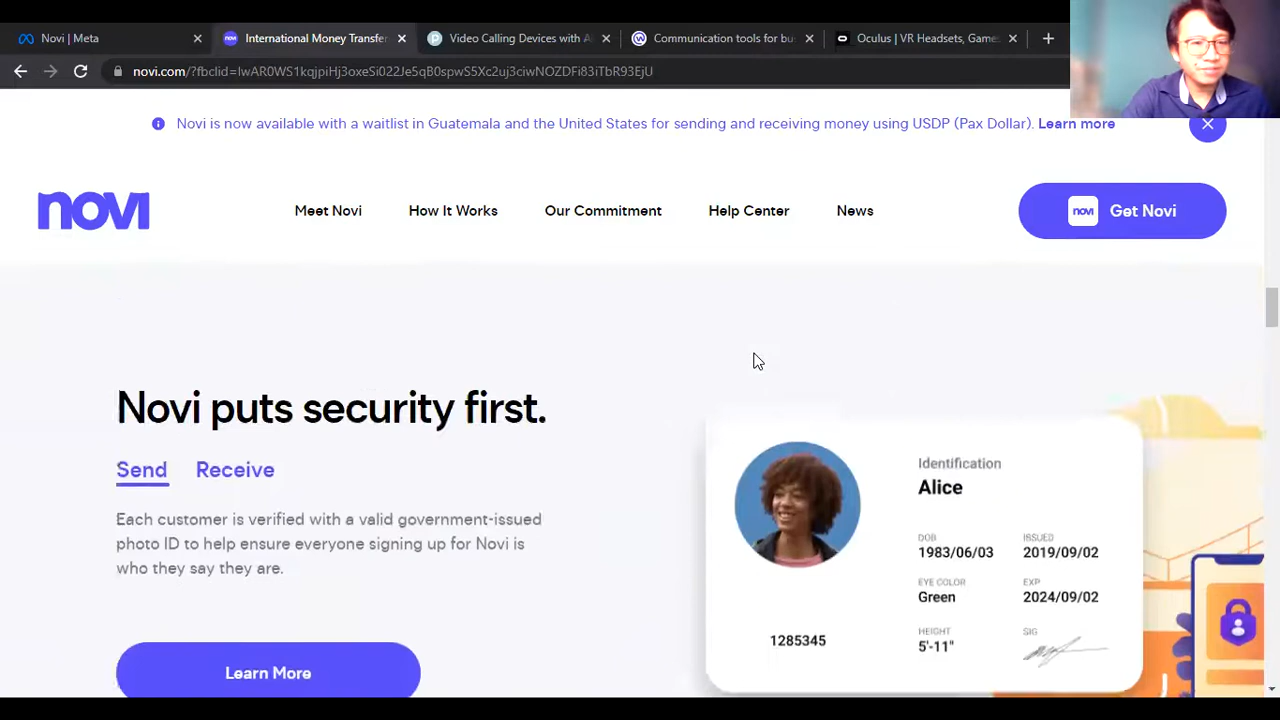 Novi | Meta
International Money Transfer
Video Calling Devices with A
Communication tools for bu
Oculus | VR Headsets, Game
novi.com/?fbclid=IwAR0WS1kqjpiHj3oxeSi022Je5qB0spwS5Xc2uj3ciwNOZDFi83iTbR93EjU
Novi is now available with a waitlist in Guatemala and the United States for sending and receiving money using USDP (Pax Dollar). Learn more
novi
Meet Novi
How It Works
Our Commitment
Help Center
News
novi Get Novi
Novi puts security first.
Send Receive
Each customer is verified with a valid government-issued
photo ID to help ensure everyone signing up for Novi is
who they say they are.
Learn More
Identification
Alice
DOB ISSUED
1983/06/03 2019/09/02
EYE COLOR EXP
Green 2024/09/02
HEIGHT SIG
5'-11"
1285345